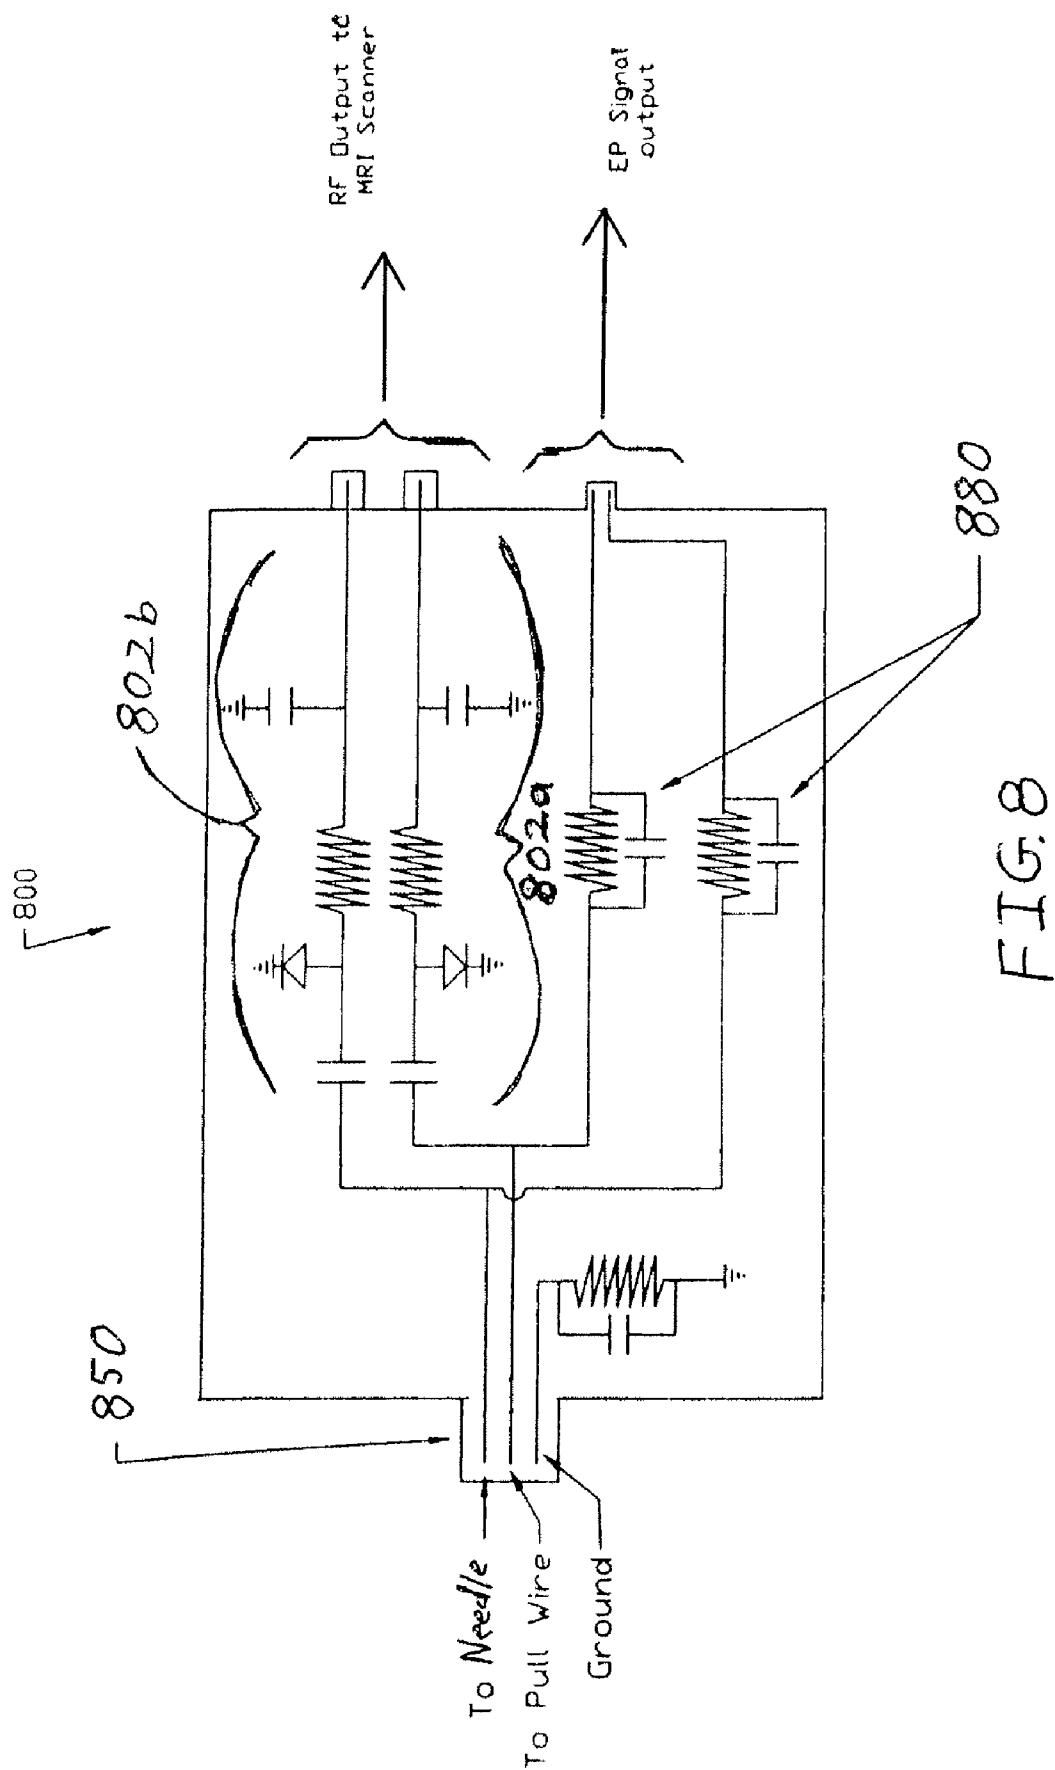 800
802b
RF Output to
MRI Scanner
850
802a
EP Signal
output
880
To Needle
To Pull Wire
Ground
FIG. 8